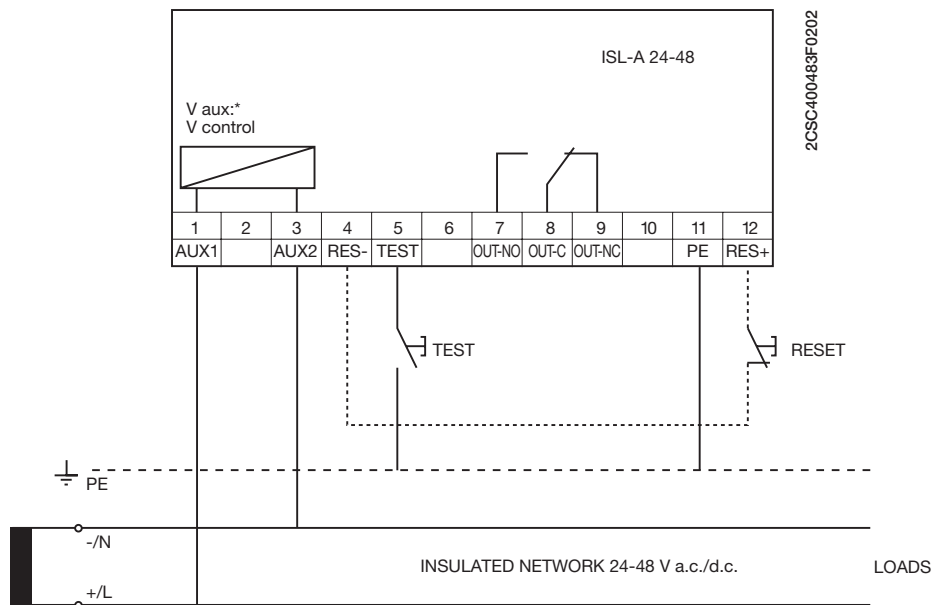 ISL-A 24-48
2CSC400483F0202
V aux:*
V control
1 2 3 4 5 6 7 8 9 10 11 12
AUX1 AUX2 RES- TEST OUT-NO OUT-C OUT-NC PE RES+
TEST
RESET
PE
-/N
INSULATED NETWORK 24-48 V a.c./d.c.
LOADS
+/L